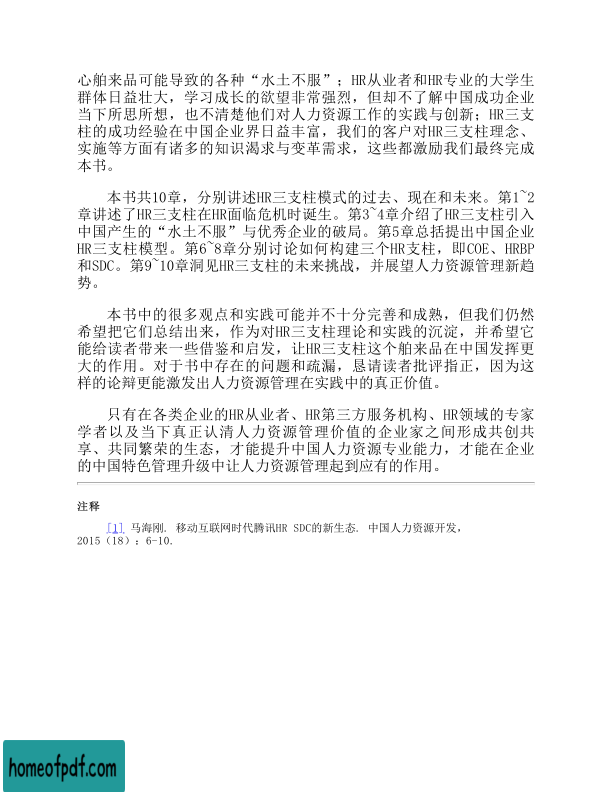 心舶来品可能导致的各种“水土不服”；HR从业者和HR专业的大学生
群体日益壮大，学习成长的欲望非常强烈，但却不了解中国成功企业
当下所思所想，也不清楚他们对人力资源工作的实践与创新；HR三支
柱的成功经验在中国企业界日益丰富，我们的客户对HR三支柱理念、
实施等方面有诸多的知识渴求与变革需求，这些都激励我们最终完成
本书。
本书共10章，分别讲述HR三支柱模式的过去、现在和未来。第1~2
章讲述了HR三支柱在HR面临危机时诞生。第3~4章介绍了HR三支柱引入
中国产生的“水土不服”与优秀企业的破局。第5章总括提出中国企业
HR三支柱模型。第6~8章分别讨论如何构建三个HR支柱，即COE、HRBP
和SDC。第9~10章洞见HR三支柱的未来挑战，并展望人力资源管理新趋
势。
本书中的很多观点和实践可能并不十分完善和成熟，但我们仍然
希望把它们总结出来，作为对HR三支柱理论和实践的沉淀，并希望它
能给读者带来一些借鉴和启发，让HR三支柱这个舶来品在中国发挥更
大的作用。对于书中存在的问题和疏漏，恳请读者批评指正，因为这
样的论辩更能激发出人力资源管理在实践中的真正价值。
只有在各类企业的HR从业者、HR第三方服务机构、HR领域的专家
学者以及当下真正认清人力资源管理价值的企业家之间形成共创共
享、共同繁荣的生态，才能提升中国人力资源专业能力，才能在企业
的中国特色管理升级中让人力资源管理起到应有的作用。
注释
[1] 马海刚. 移动互联网时代腾讯HR SDC的新生态. 中国人力资源开发，
2015（18）：6-10.
homeofpdf.com